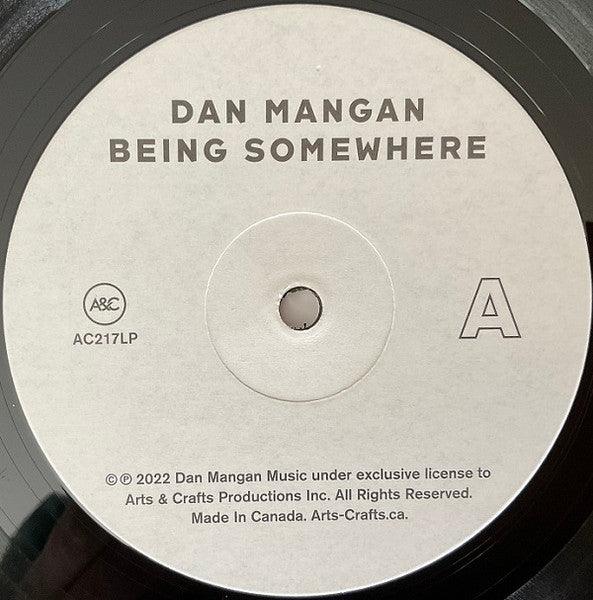 DAN MANGAN
BEING SOMEWHERE
A&C
AC217LP
A
©℗ 2022 Dan Mangan Music under exclusive license to
Arts & Crafts Productions Inc. All Rights Reserved.
Made In Canada. Arts-Crafts.ca.